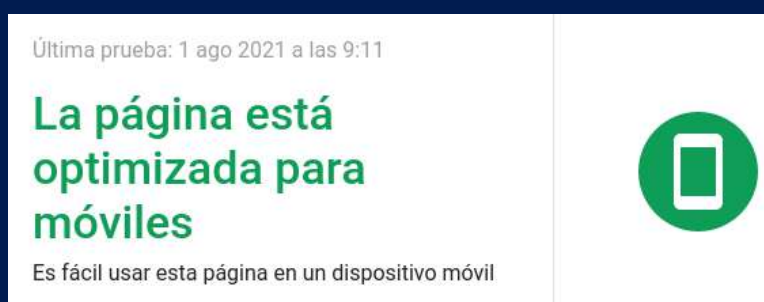 Última prueba: 1 ago 2021 a las 9:11
La página está
optimizada para
móviles
Es fácil usar esta página en un dispositivo móvil